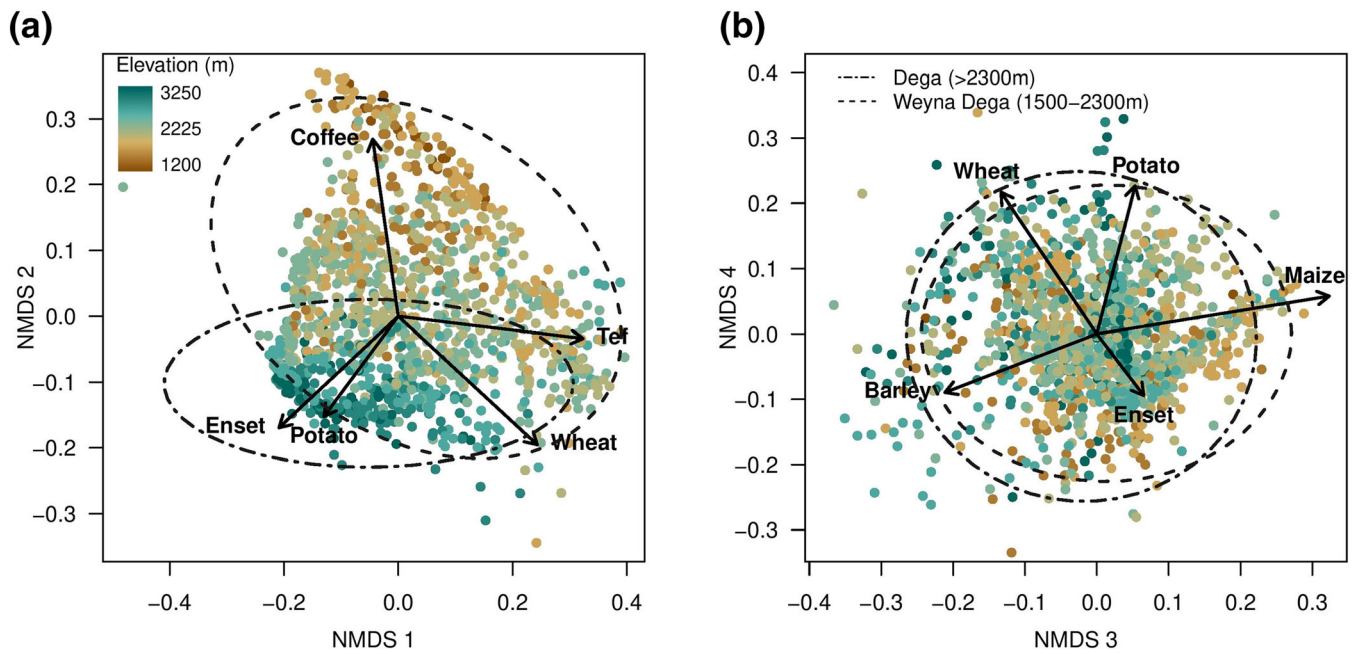 (a)
Elevation (m)
3250
2225
1200
Coffee
Tef
Enset
Potato
Wheat
NMDS 2
0.3
0.2
0.1
0.0
−0.1
−0.2
−0.3
−0.4
−0.2
0.0
0.2
0.4
NMDS 1
(b)
Dega (>2300m)
Weyna Dega (1500−2300m)
Wheat
Potato
Maize
Barley
Enset
NMDS 4
0.4
0.3
0.2
0.1
0.0
−0.1
−0.2
−0.3
−0.4
−0.3
−0.2
−0.1
0.0
0.1
0.2
0.3
NMDS 3